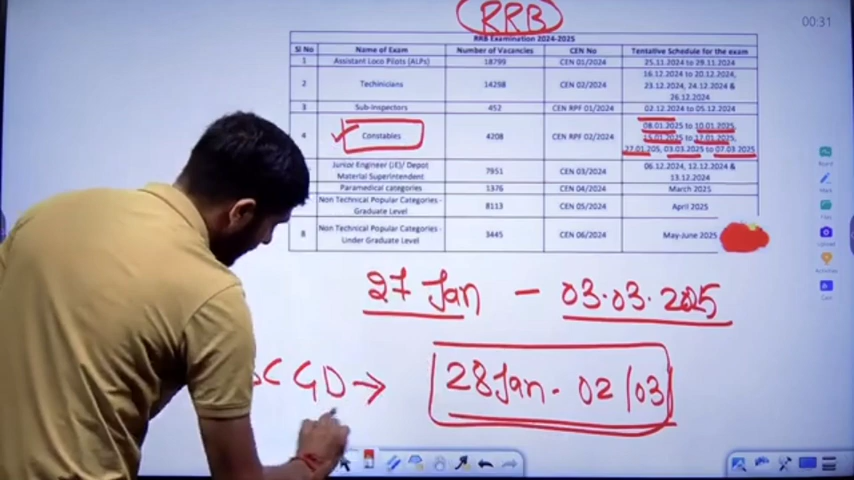 00:31
RRB
RRB Examination 2024-2025
Sl No Name of Exam Number of Vacancies CEN No Tentative Schedule for the exam
1 Assistant Loco Pilots (ALPs) 18799 CEN 01/2024 25.11.2024 to 29.11.2024
2 Techinicians 14298 CEN 02/2024 16.12.2024 to 20.12.2024,
23.12.2024, 24.12.2024 &
26.12.2024
3 Sub-Inspectors 452 CEN RPF 01/2024 02.12.2024 to 05.12.2024
4 Constables 4208 CEN RPF 02/2024 08.01.2025 to 10.01.2025
15.01.2025 to 17.01.2025,
27.01.205, 03.03.2025 to 07.03 2025
Junior Engineer (JE)/ Depot
Material Superintendent 7951 CEN 03/2024 06.12.2024, 12.12.2024 &
13.12.2024
Paramedical categories 1376 CEN 04/2024 March 2025
Non Technical Popular Categories -
Graduate Level 8113 CEN 05/2024 April 2025
8 Non Technical Popular Categories -
Under Graduate Level 3445 CEN 06/2024 May-June 2025
27 Jan - 03.03.2025
C GD → 28 Jan - 02/03